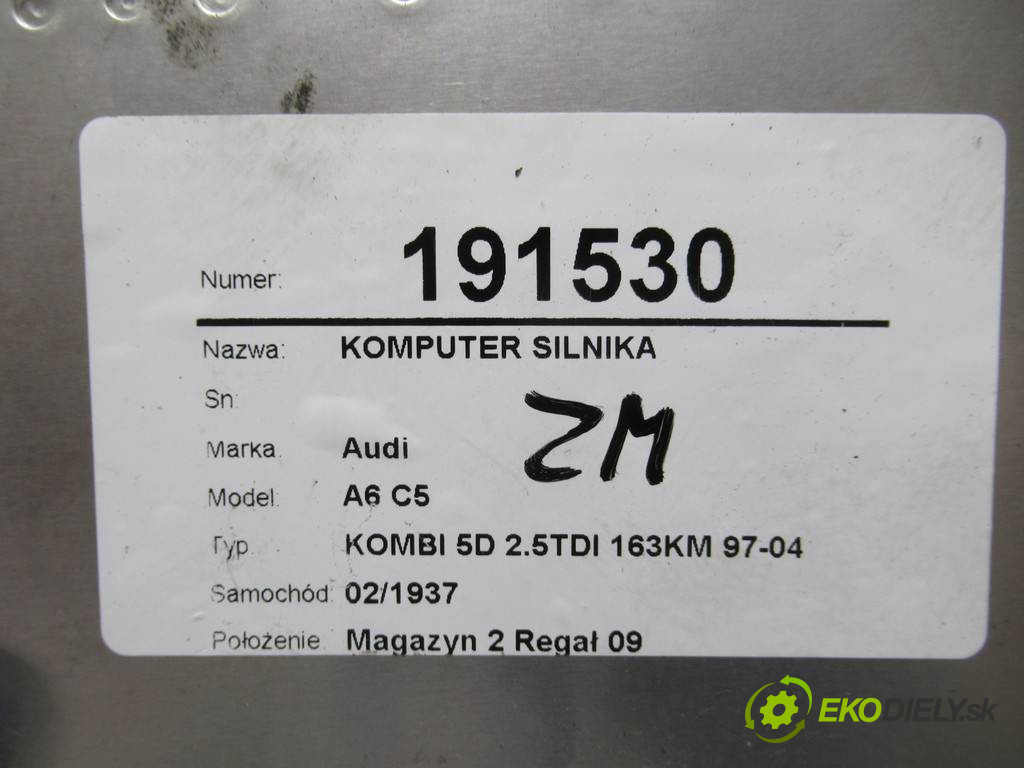 Numer: 191530
Nazwa: KOMPUTER SILNIKA
Sn:
ZM
Marka: Audi
Model: A6 C5
Typ: KOMBI 5D 2.5TDI 163KM 97-04
Samochód: 02/1937
Położenie: Magazyn 2 Regał 09
EKODIELY.sk